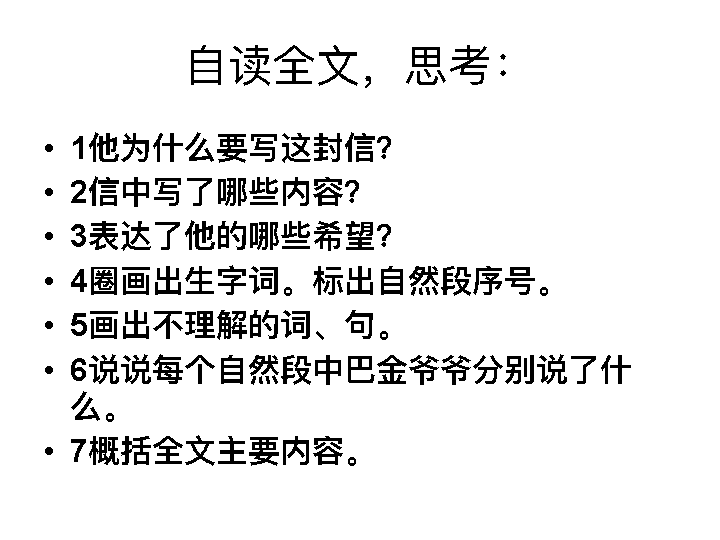 自读全文，思考：
• 1他为什么要写这封信？
• 2信中写了哪些内容？
• 3表达了他的哪些希望？
• 4圈画出生字词。标出自然段序号。
• 5画出不理解的词、句。
• 6说说每个自然段中巴金爷爷分别说了什
么。
• 7概括全文主要内容。